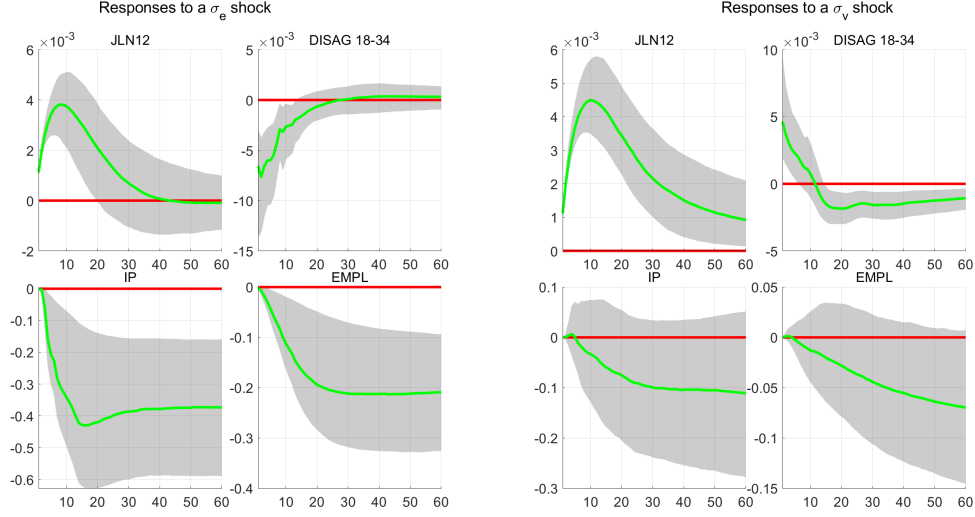 Responses to a σe shock
Responses to a σv shock
×10⁻³ JLN12
6
4
2
0
-2
10 20 30 40 50 60
×10⁻³ DISAG 18-34
5
0
-5
-10
-15
10 20 30 40 50 60
×10⁻³ JLN12
6
5
4
3
2
1
0
10 20 30 40 50 60
×10⁻³ DISAG 18-34
10
5
0
-5
10 20 30 40 50 60
IP
0
-0.1
-0.2
-0.3
-0.4
-0.5
-0.6
10 20 30 40 50 60
EMPL
0
-0.1
-0.2
-0.3
-0.4
10 20 30 40 50 60
IP
0.1
0
-0.1
-0.2
-0.3
10 20 30 40 50 60
EMPL
0.05
0
-0.05
-0.1
-0.15
10 20 30 40 50 60